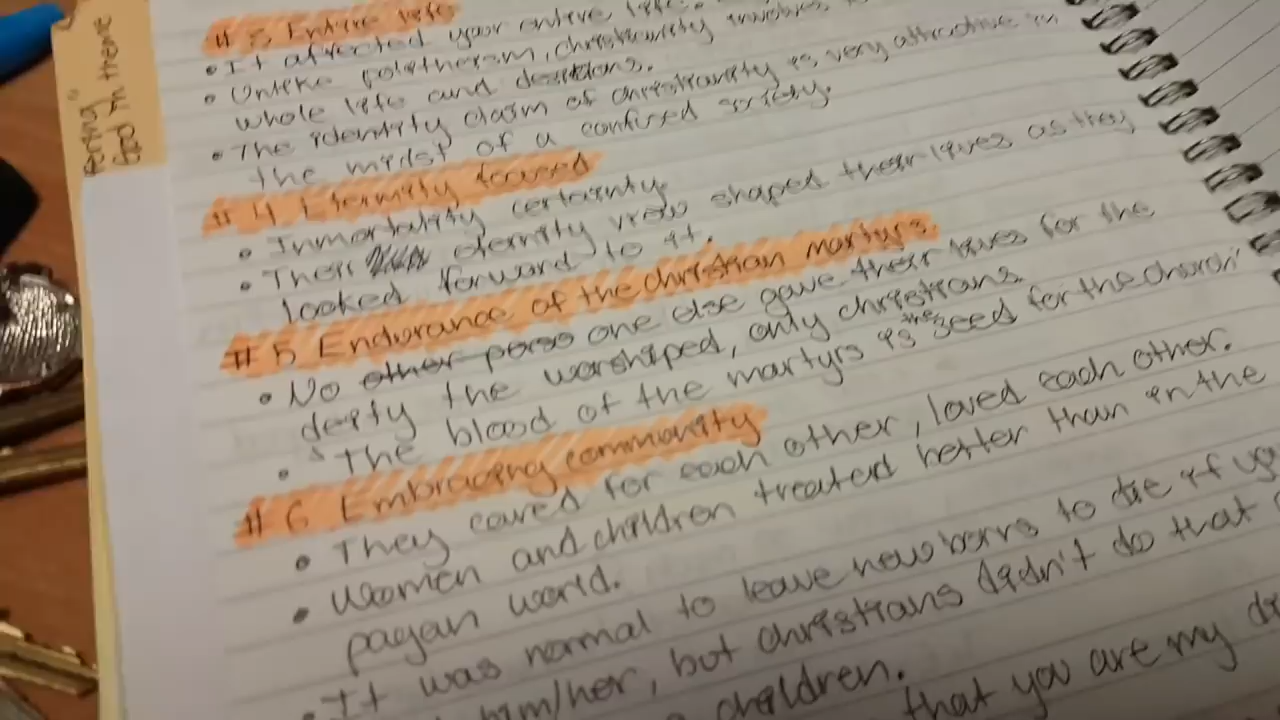 # 3 Entire life
• It affected your entire life.
• Unlike polytheism, christianity involves
whole life and decisions.
• The identity claim of christianity is very attractive in
the midst of a confused society.
# 4 Eternity focused
• Inmortality certainty
• Their eternity view shaped their lives as they
looked forward to it.
# 5 Endurance of the christian martyrs.
• No other perso one else gave their lives for the
deity the worshiped, only christians
• "The blood of the martyrs is the seed for the church"
# 6 Embracing community
• They cared for each other, loved each other.
• Women and children treated better than in the
pagan world.
• It was normal to leave newborns to die if
him/her, but christians didn't do that
children.
that you are my